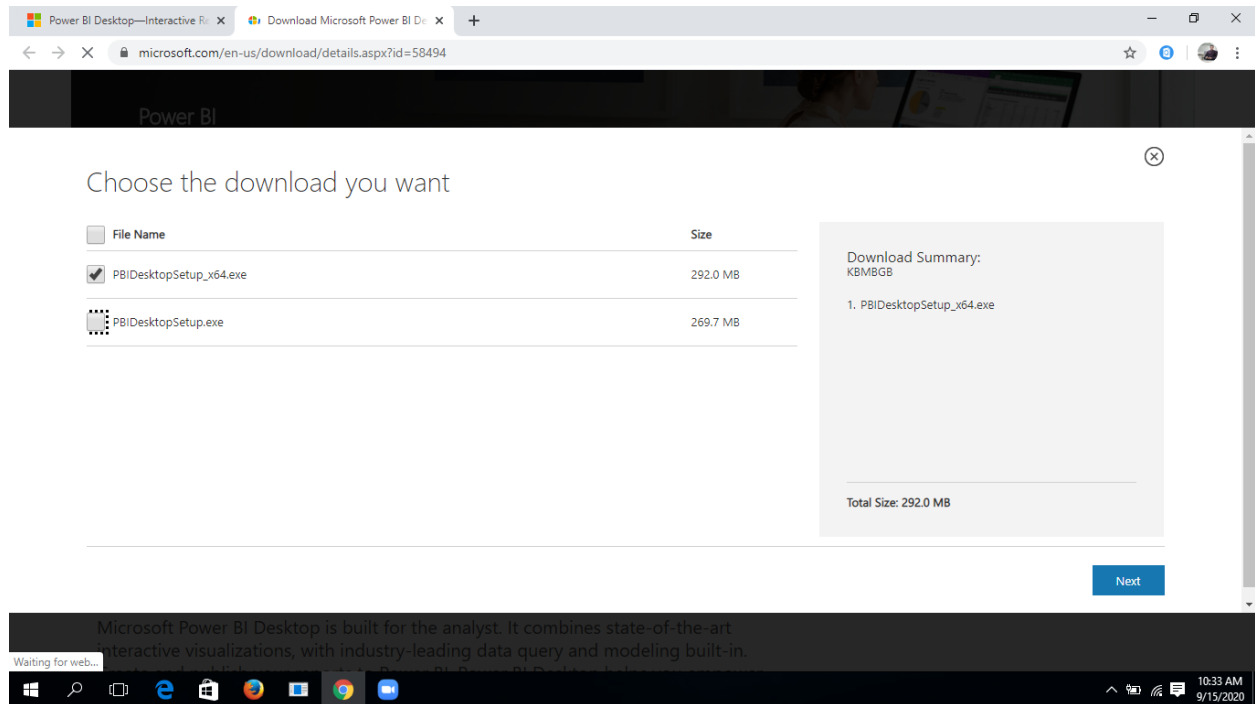 Power BI Desktop—Interactive R
Download Microsoft Power BI De
microsoft.com/en-us/download/details.aspx?id=58494
Power BI
Choose the download you want
File Name Size
PBIDesktopSetup_x64.exe 292.0 MB
PBIDesktopSetup.exe 269.7 MB
Download Summary:
KBMBGB
1. PBIDesktopSetup_x64.exe
Total Size: 292.0 MB
Next
Microsoft Power BI Desktop is built for the analyst. It combines state-of-the-art
interactive visualizations, with industry-leading data query and modeling built-in.
Waiting for web...
10:33 AM
9/15/2020